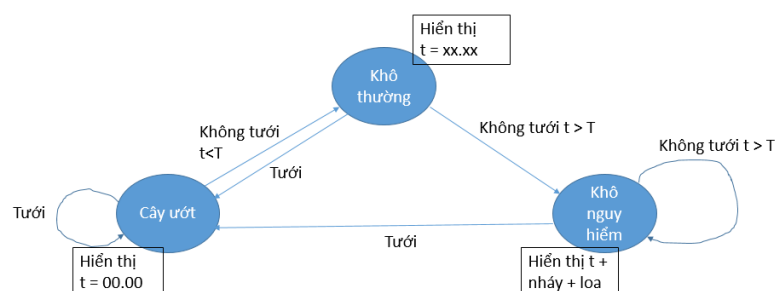 Hiển thị
t = xx.xx
Khô
thường
Không tưới
t<T
Tưới
Không tưới t > T
Không tưới t > T
Tưới
Cây ướt
Khô
nguy
hiểm
Tưới
Hiển thị
t = 00.00
Hiển thị t +
nháy + loa